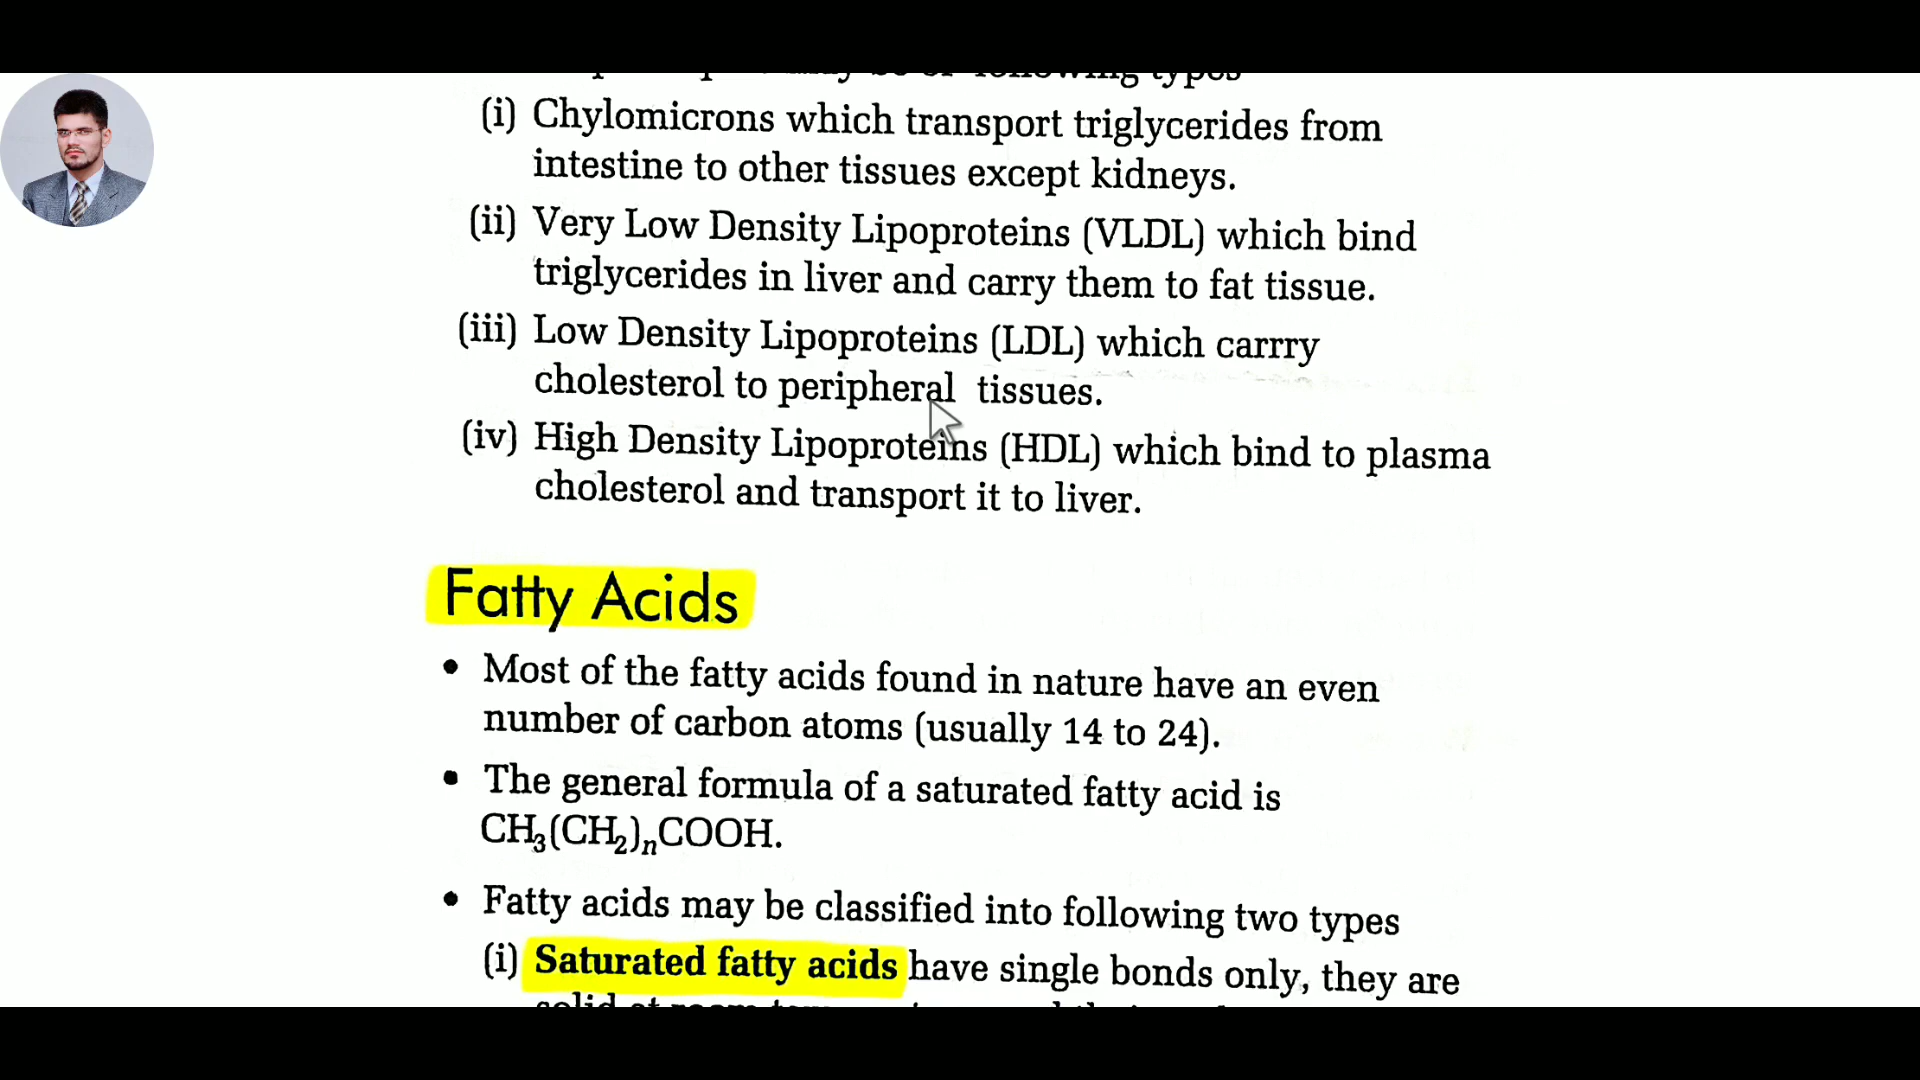 (i) Chylomicrons which transport triglycerides from
intestine to other tissues except kidneys.
(ii) Very Low Density Lipoproteins (VLDL) which bind
triglycerides in liver and carry them to fat tissue.
(iii) Low Density Lipoproteins (LDL) which carrry
cholesterol to peripheral tissues.
(iv) High Density Lipoproteins (HDL) which bind to plasma
cholesterol and transport it to liver.
Fatty Acids
• Most of the fatty acids found in nature have an even
number of carbon atoms (usually 14 to 24).
• The general formula of a saturated fatty acid is
CH₃(CH₂)ₙCOOH.
• Fatty acids may be classified into following two types
(i) Saturated fatty acids have single bonds only, they are